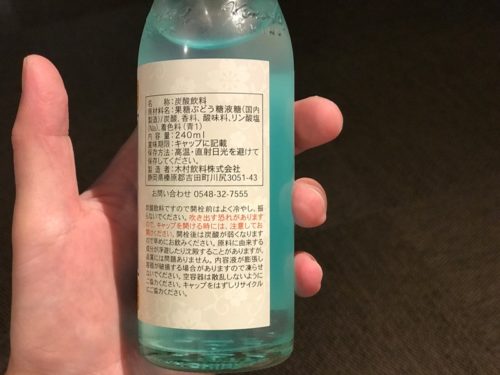 名　　称：炭酸飲料
原材料名：果糖ぶどう糖液糖(国内
製造)/炭酸、香料、酸味料、リン酸塩
(Na)、着色料(青1)
内 容 量：240ml
賞味期限：キャップに記載
保存方法：高温・直射日光を避けて
保存してください。
製 造 者：木村飲料株式会社
静岡県榛原郡吉田町川尻3051-43
お問い合わせ 0548-32-7555
炭酸飲料ですので開栓前はよく冷やし、振
らないでください。吹き出す恐れがあります
ので、キャップを開ける時には、注意してお
開けください。開栓後は炭酸が弱くなります
ので早めにお飲みください。原料に由来する
成分が浮遊したり沈殿することがありますが、
品質には問題ありません。内容液が膨張し
容器が破損する場合がありますので凍らせ
ないでください。空容器は散乱しないように
ご協力ください。キャップをはずしリサイクル
にご協力ください。